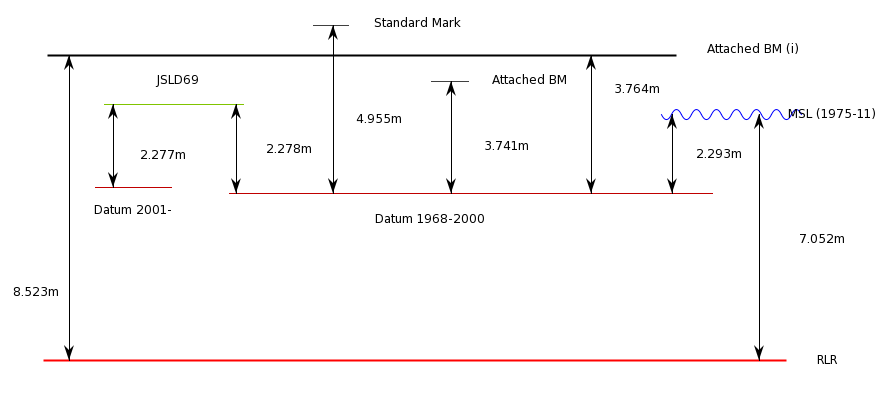 Standard Mark
Attached BM (i)
JSLD69
Attached BM
3.764m
4.955m
MSL (1975-11)
2.277m
2.278m
3.741m
2.293m
Datum 2001-
Datum 1968-2000
7.052m
8.523m
RLR